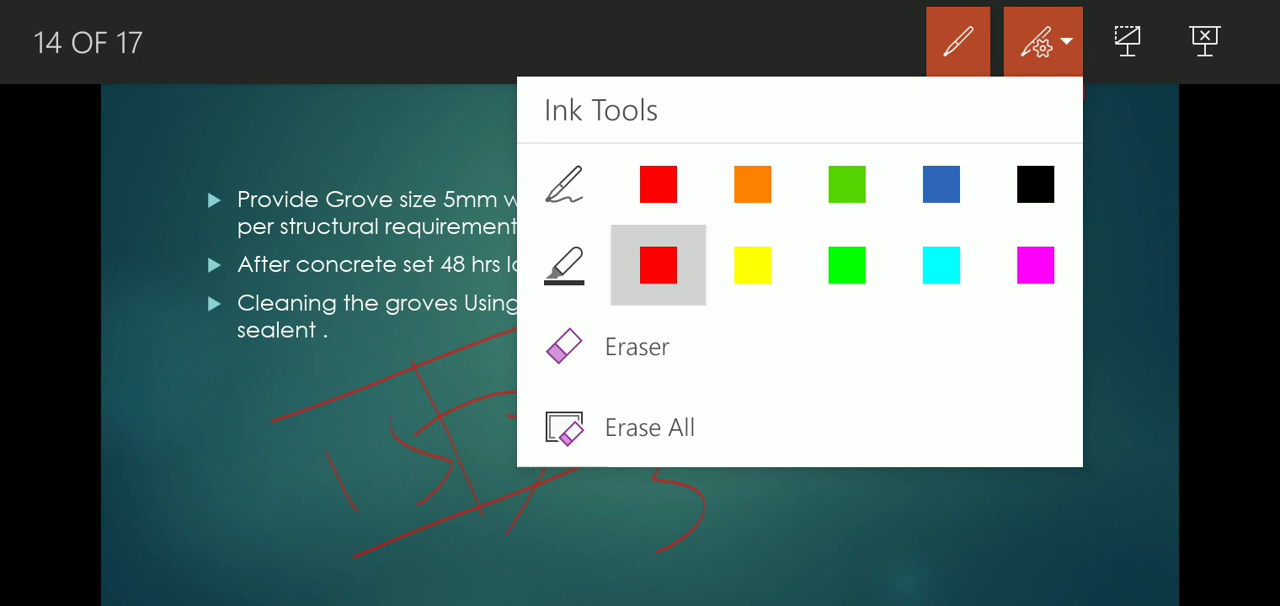 14 OF 17
Ink Tools
Provide Grove size 5mm
per structural requirement
After concrete set 48 hrs
Cleaning the groves Using
sealent .
Eraser
Erase All